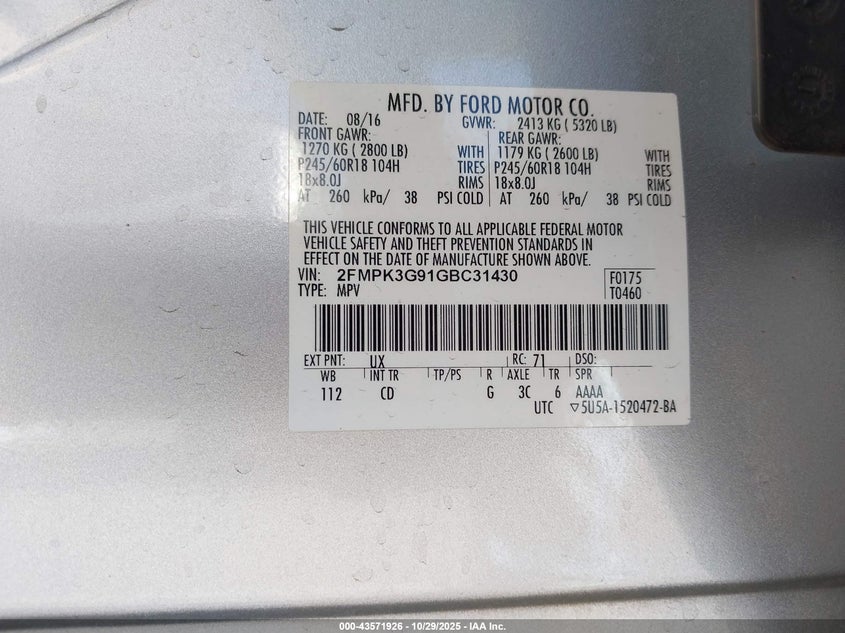 MFD. BY FORD MOTOR CO.
DATE: 08/16 GVWR: 2413 KG ( 5320 LB)
FRONT GAWR: REAR GAWR:
1270 KG ( 2800 LB) WITH 1179 KG ( 2600 LB) WITH
P245/60R18 104H TIRES P245/60R18 104H TIRES
18x8.0J RIMS 18x8.0J RIMS
AT 260 kPa/ 38 PSI COLD AT 260 kPa/ 38 PSI COLD
THIS VEHICLE CONFORMS TO ALL APPLICABLE FEDERAL MOTOR
VEHICLE SAFETY AND THEFT PREVENTION STANDARDS IN
EFFECT ON THE DATE OF MANUFACTURE SHOWN ABOVE.
VIN: 2FMPK3G91GBC31430 F0175
TYPE: MPV T0460
EXT PNT: UX RC: 71 DSO:
WB INT TR TP/PS R AXLE TR SPR
112 CD G 3C 6 AAAA
UTC ▽5U5A-1520472-BA
000-43571926 - 10/29/2025 - IAA Inc.